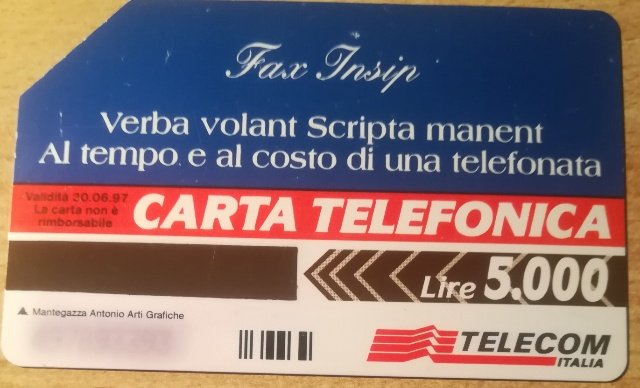 Fax Insip
Verba volant Scripta manent
Al tempo e al costo di una telefonata
Validità 30.06.97
La carta non è
rimborsabile
CARTA TELEFONICA
Lire 5.000
Mantegazza Antonio Arti Grafiche
TELECOM
ITALIA